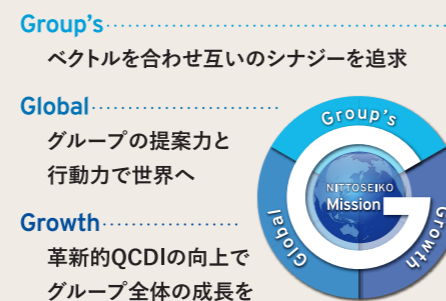 Group's
ベクトルを合わせ互いのシナジーを追求
Global
グループの提案力と
行動力で世界へ
Growth
革新的QCDIの向上で
グループ全体の成長を
Group's
Global
Growth
NITTOSEIKO
Mission
G